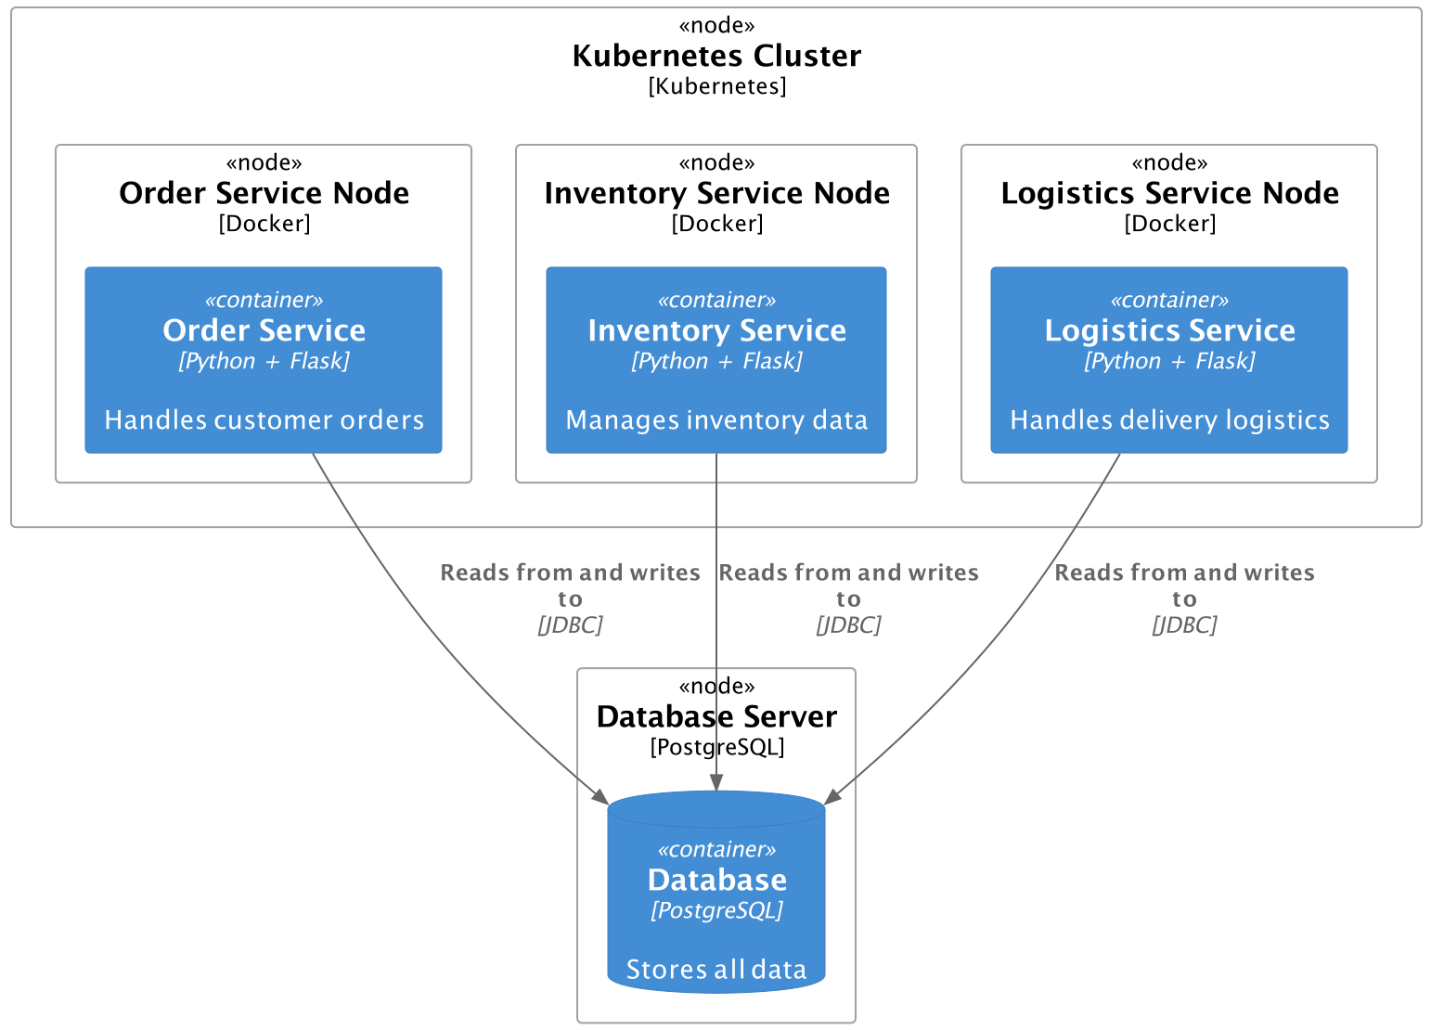 «node»
Kubernetes Cluster
[Kubernetes]
«node»
Order Service Node
[Docker]
«container»
Order Service
[Python + Flask]
Handles customer orders
«node»
Inventory Service Node
[Docker]
«container»
Inventory Service
[Python + Flask]
Manages inventory data
«node»
Logistics Service Node
[Docker]
«container»
Logistics Service
[Python + Flask]
Handles delivery logistics
Reads from and writes
to
[JDBC]
Reads from and writes
to
[JDBC]
Reads from and writes
to
[JDBC]
«node»
Database Server
[PostgreSQL]
«container»
Database
[PostgreSQL]
Stores all data